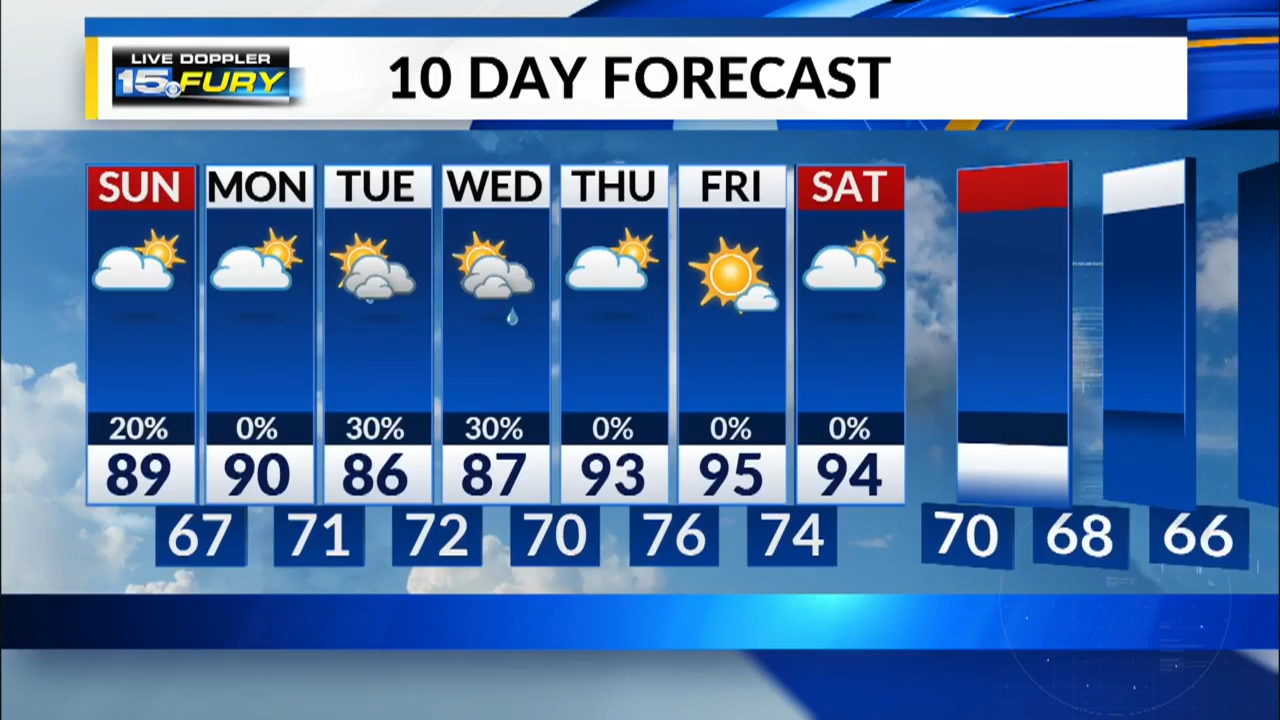 LIVE DOPPLER
15 FURY
10 DAY FORECAST
SUN MON TUE WED THU FRI SAT
20% 0% 30% 30% 0% 0% 0%
89 90 86 87 93 95 94
67 71 72 70 76 74 70 68 66